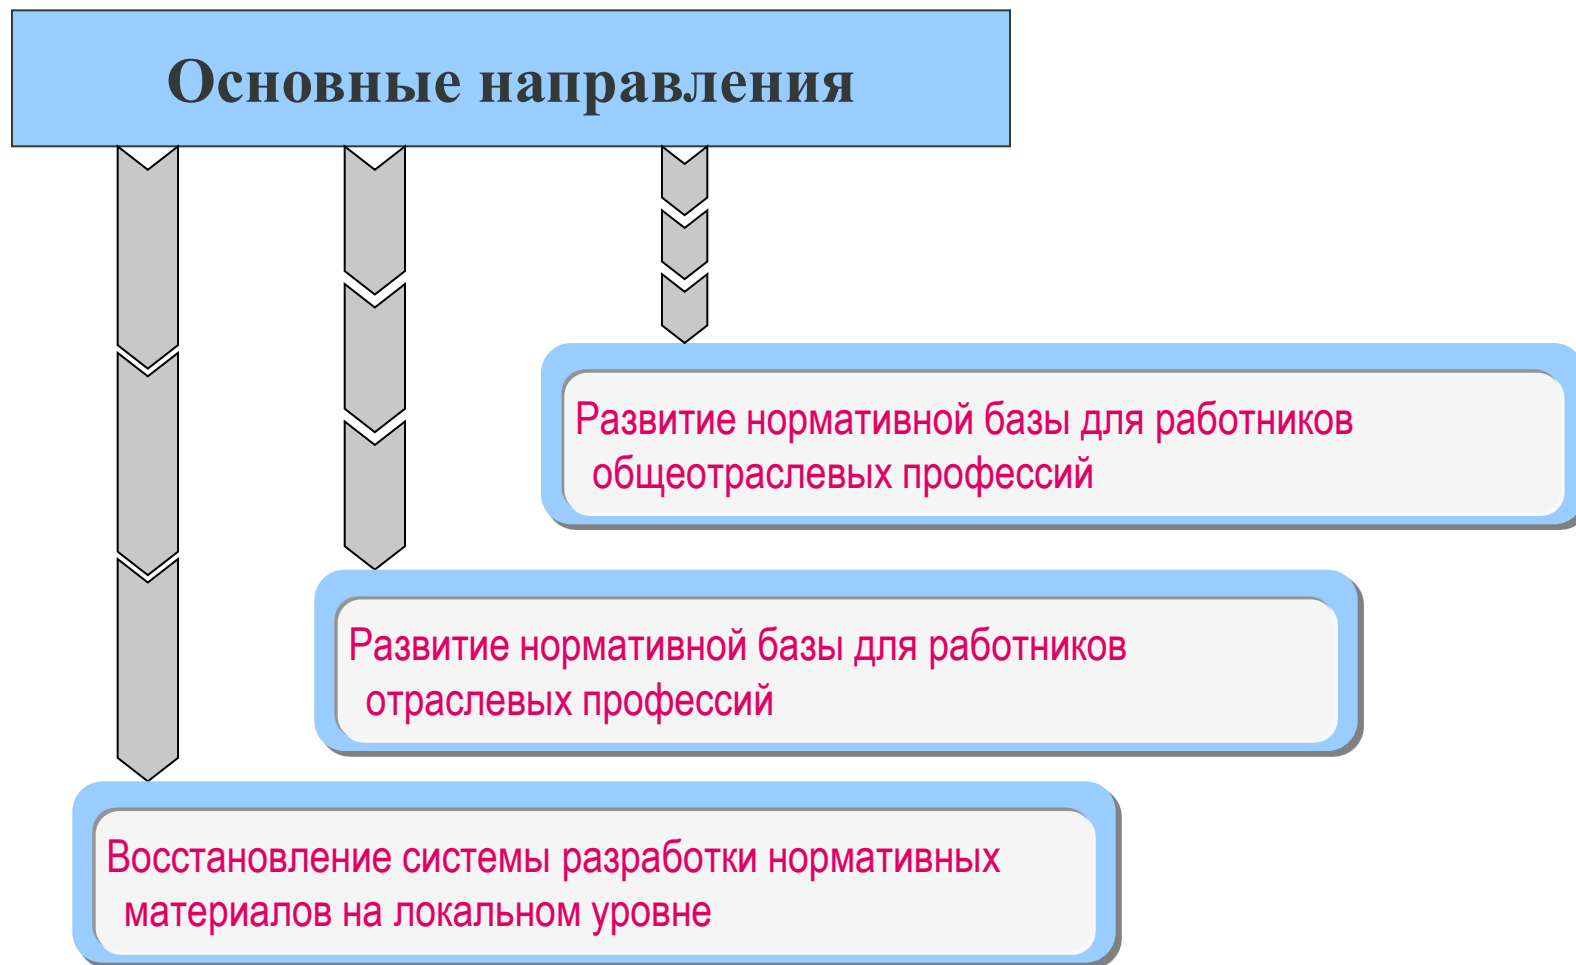 Основные направления
Развитие нормативной базы для работников
общеотраслевых профессий
Развитие нормативной базы для работников
отраслевых профессий
Восстановление системы разработки нормативных
материалов на локальном уровне